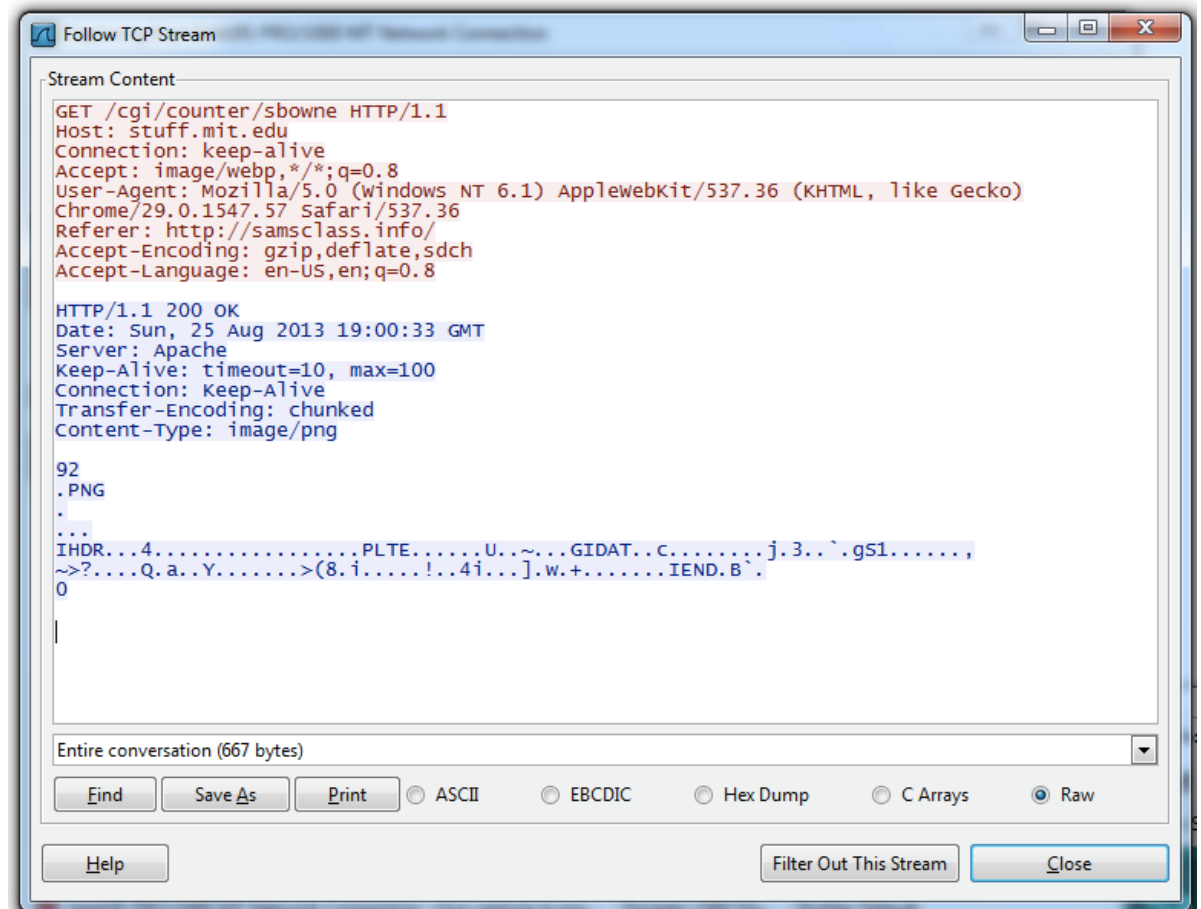 Follow TCP Stream
Stream Content
GET /cgi/counter/sbowne HTTP/1.1
Host: stuff.mit.edu
Connection: keep-alive
Accept: image/webp,*/*;q=0.8
User-Agent: Mozilla/5.0 (Windows NT 6.1) AppleWebKit/537.36 (KHTML, like Gecko)
Chrome/29.0.1547.57 Safari/537.36
Referer: http://samsclass.info/
Accept-Encoding: gzip,deflate,sdch
Accept-Language: en-US,en;q=0.8
HTTP/1.1 200 OK
Date: Sun, 25 Aug 2013 19:00:33 GMT
Server: Apache
Keep-Alive: timeout=10, max=100
Connection: Keep-Alive
Transfer-Encoding: chunked
Content-Type: image/png
92
.PNG
.
...
IHDR...4.................PLTE......U..~...GIDAT..c........j.3..`.gS1......,
~>?....Q.a..Y.......>(8.i.....!..4i...].w.+.......IEND.B`.
0
Entire conversation (667 bytes)
Find Save As Print ASCII EBCDIC Hex Dump C Arrays Raw
Help Filter Out This Stream Close